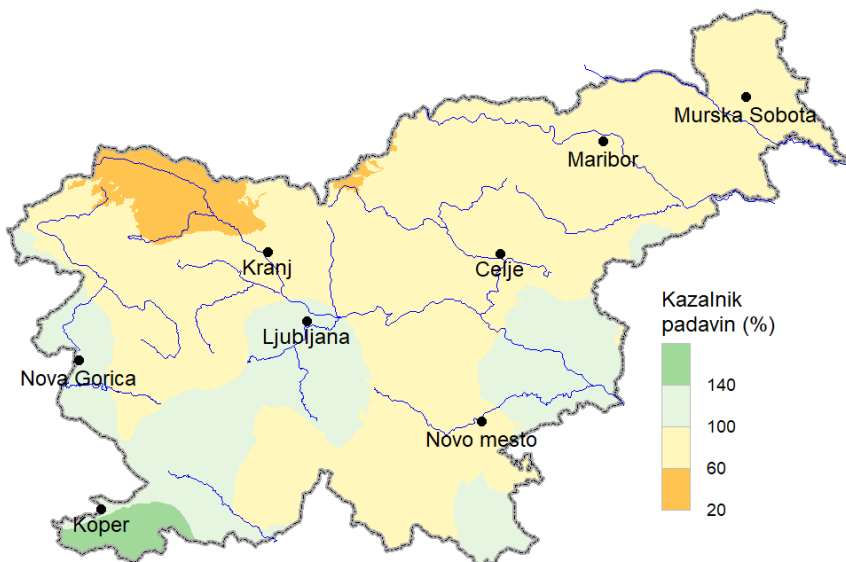 Murska Sobota
Maribor
Kranj
Celje
Ljubljana
Nova Gorica
Novo mesto
Koper
Kazalnik
padavin (%)
140
100
60
20